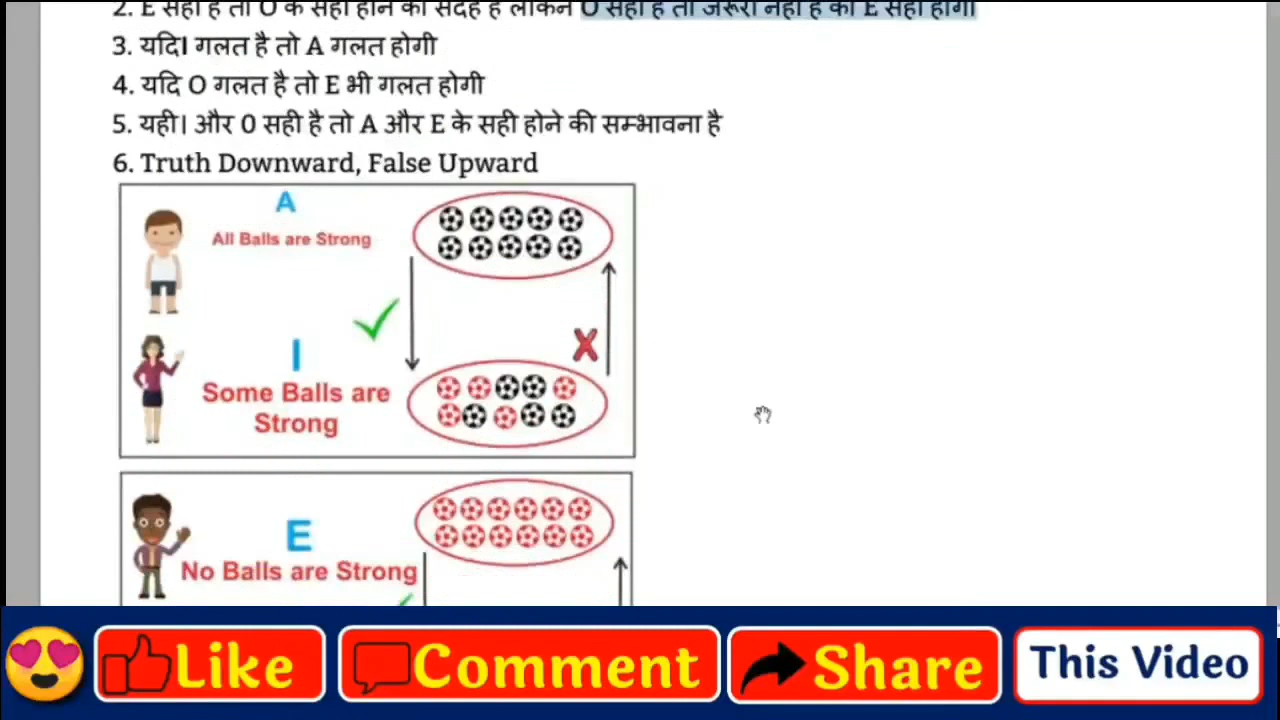 2. E सही है तो O के सही होने का संदेह है लेकिन O सही है तो जरूरी नहीं है की E सही होगी
3. यदिI गलत है तो A गलत होगी
4. यदि O गलत है तो E भी गलत होगी
5. यही। और 0 सही है तो A और E के सही होने की सम्भावना है
6. Truth Downward, False Upward
A
All Balls are Strong
I
Some Balls are
Strong
E
No Balls are Strong
Like
Comment
Share
This Video